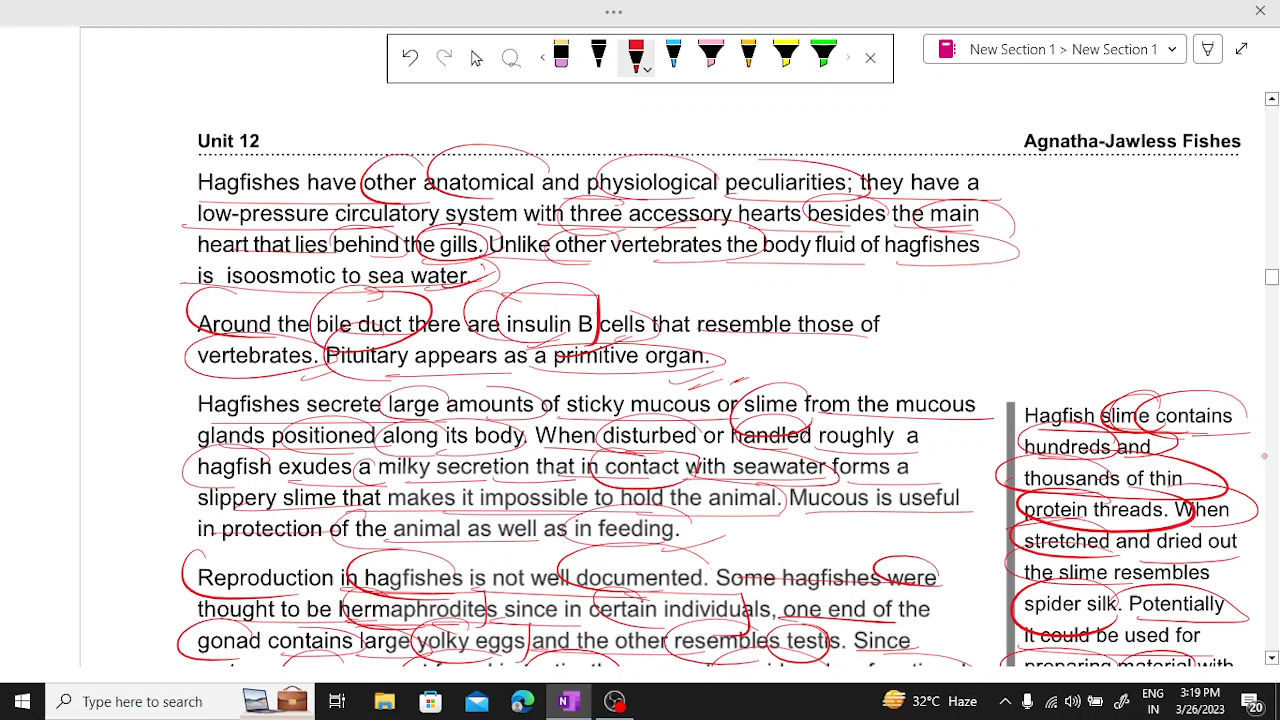 New Section 1 > New Section 1
Unit 12
Agnatha-Jawless Fishes
Hagfishes have other anatomical and physiological peculiarities; they have a
low-pressure circulatory system with three accessory hearts besides the main
heart that lies behind the gills. Unlike other vertebrates the body fluid of hagfishes
is isoosmotic to sea water.
Around the bile duct there are insulin B cells that resemble those of
vertebrates. Pituitary appears as a primitive organ.
Hagfishes secrete large amounts of sticky mucous or slime from the mucous
glands positioned along its body. When disturbed or handled roughly a
hagfish exudes a milky secretion that in contact with seawater forms a
slippery slime that makes it impossible to hold the animal. Mucous is useful
in protection of the animal as well as in feeding.
Reproduction in hagfishes is not well documented. Some hagfishes were
thought to be hermaphrodites since in certain individuals, one end of the
gonad contains large yolky eggs and the other resembles testis. Since
Hagfish slime contains
hundreds and
thousands of thin
protein threads. When
stretched and dried out
the slime resembles
spider silk. Potentially
it could be used for
preparing material with
Type here to search
32°C Haze
ENG
IN
3:19 PM
3/26/2023
20